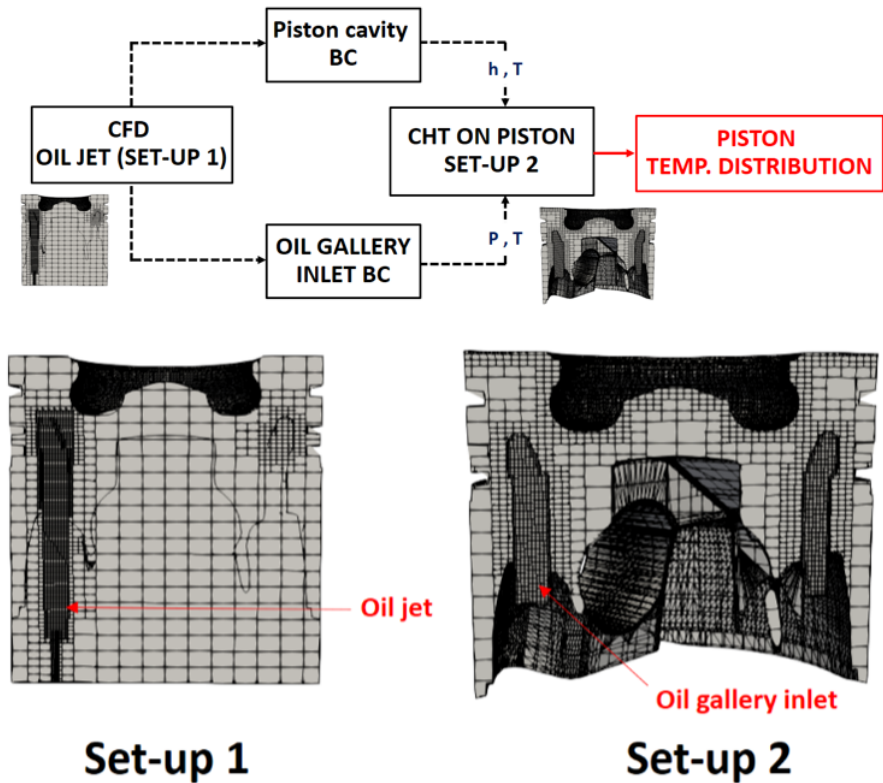 Piston cavity
BC
h , T
CFD
OIL JET (SET-UP 1)
CHT ON PISTON
SET-UP 2
PISTON
TEMP. DISTRIBUTION
OIL GALLERY
INLET BC
P , T
Oil jet
Oil gallery inlet
Set-up 1
Set-up 2